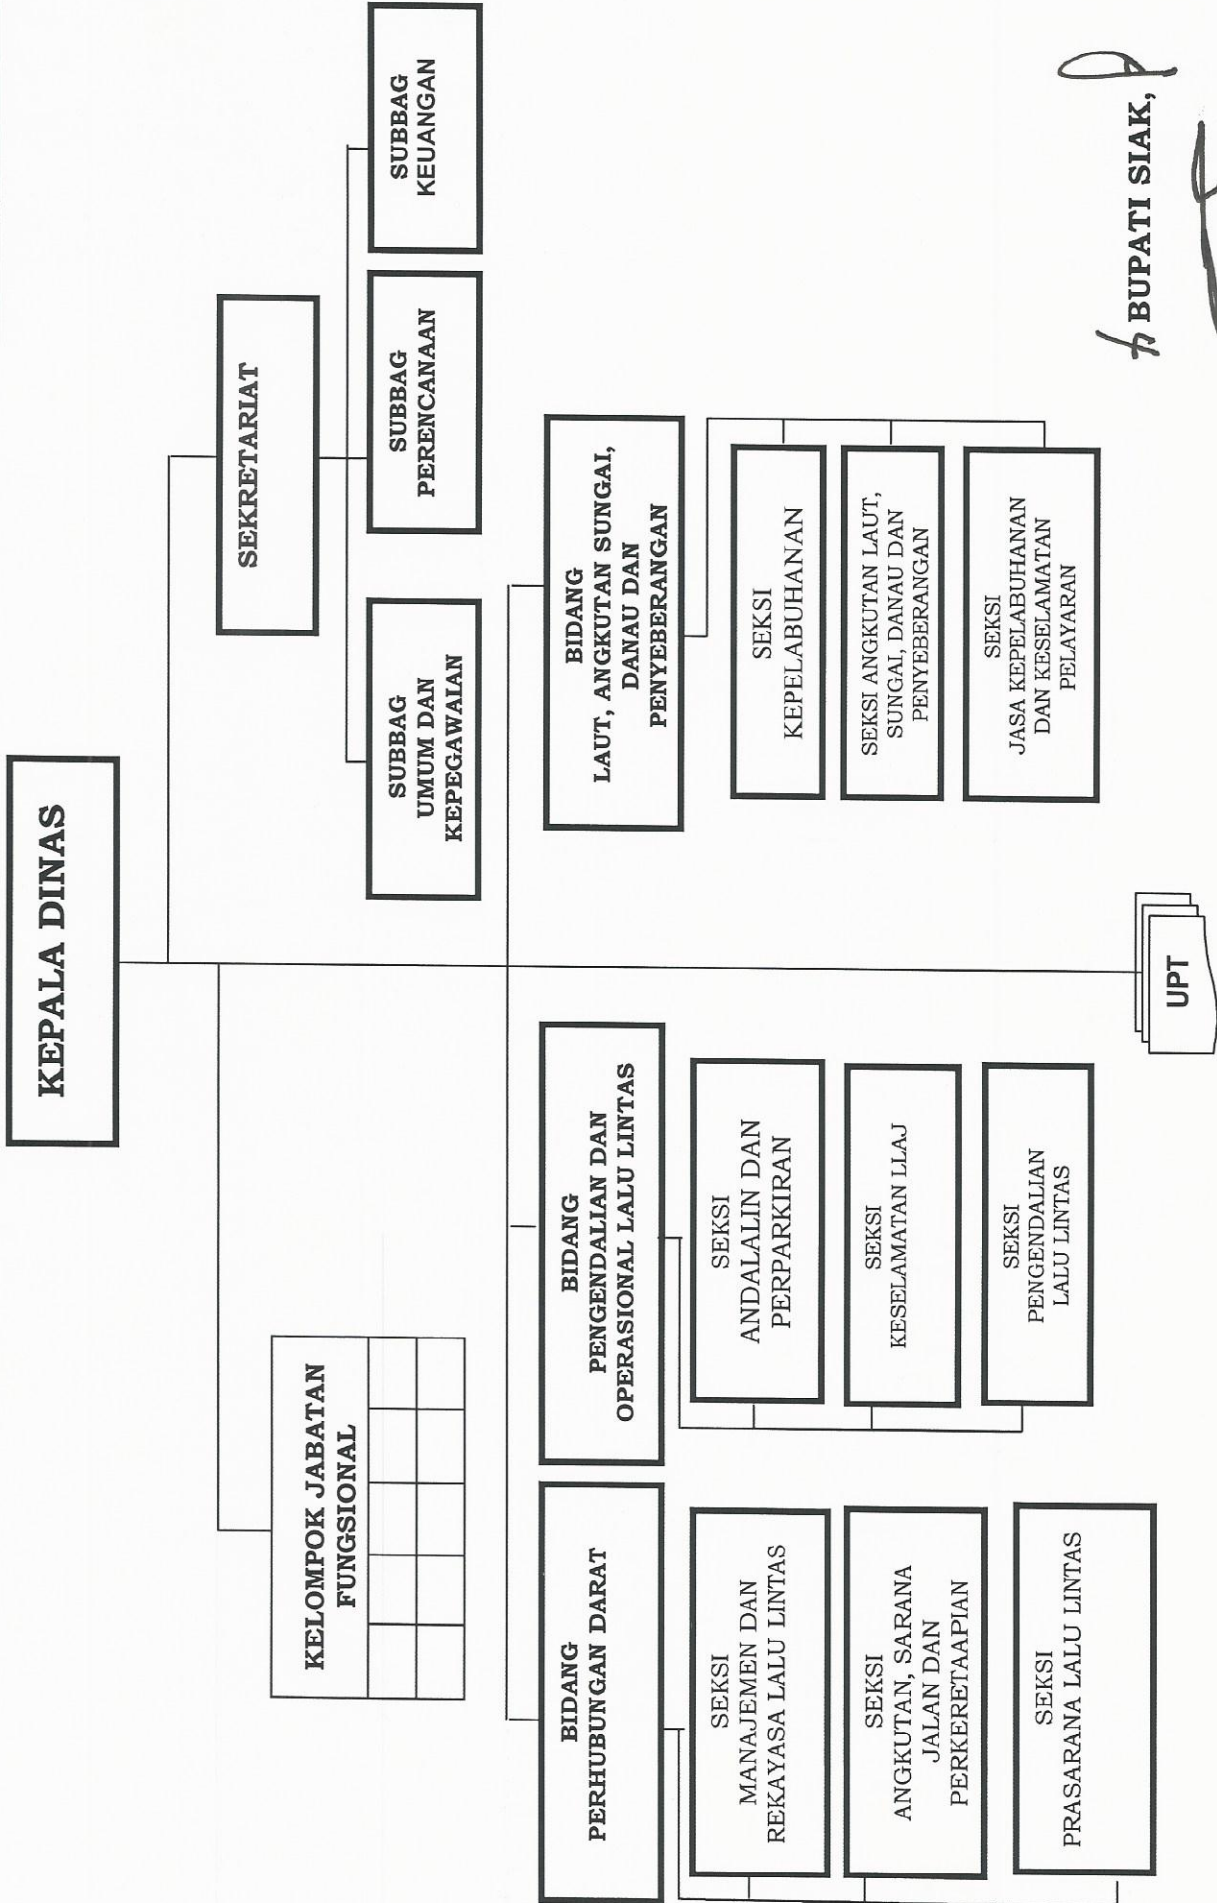 KEPALA DINAS
SEKRETARIAT
KELOMPOK JABATAN
FUNGSIONAL
SUBBAG
UMUM DAN
KEPEGAWAIAN
SUBBAG
PERENCANAAN
SUBBAG
KEUANGAN
BIDANG
PERHUBUNGAN DARAT
BIDANG
PENGENDALIAN DAN
OPERASIONAL LALU LINTAS
BIDANG
LAUT, ANGKUTAN SUNGAI,
DANAU DAN
PENYEBERANGAN
SEKSI
MANAJEMEN DAN
REKAYASA LALU LINTAS
SEKSI
ANGKUTAN, SARANA
JALAN DAN
PERKERETAAPIAN
SEKSI
PRASARANA LALU LINTAS
SEKSI
ANDALALIN DAN
PERPARKIRAN
SEKSI
KESELAMATAN LLAJ
SEKSI
PENGENDALIAN
LALU LINTAS
SEKSI
KEPELABUHANAN
SEKSI ANGKUTAN LAUT,
SUNGAI, DANAU DAN
PENYEBERANGAN
SEKSI
JASA KEPELABUHANAN
DAN KESELAMATAN
PELAYARAN
UPT
BUPATI SIAK,